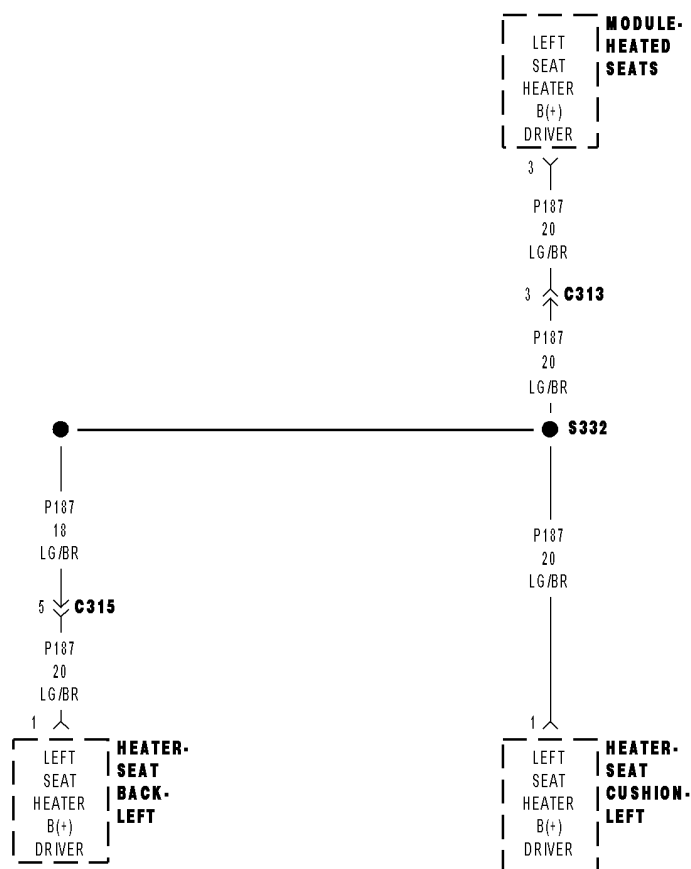 MODULE-
HEATED
SEATS
LEFT
SEAT
HEATER
B(+)
DRIVER
3
P187
20
LG/BR
3
C313
P187
20
LG/BR
S332
P187
18
LG/BR
5
C315
P187
20
LG/BR
1
HEATER-
SEAT
BACK-
LEFT
LEFT
SEAT
HEATER
B(+)
DRIVER
P187
20
LG/BR
1
HEATER-
SEAT
CUSHION-
LEFT
LEFT
SEAT
HEATER
B(+)
DRIVER